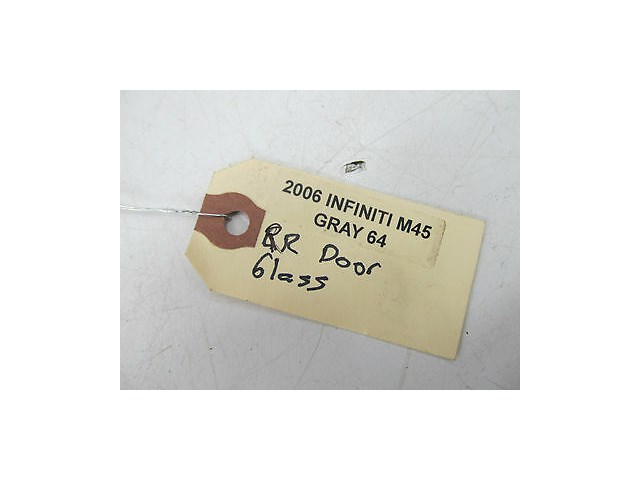 2006 INFINITI M45
GRAY 64
RR Door
Glass